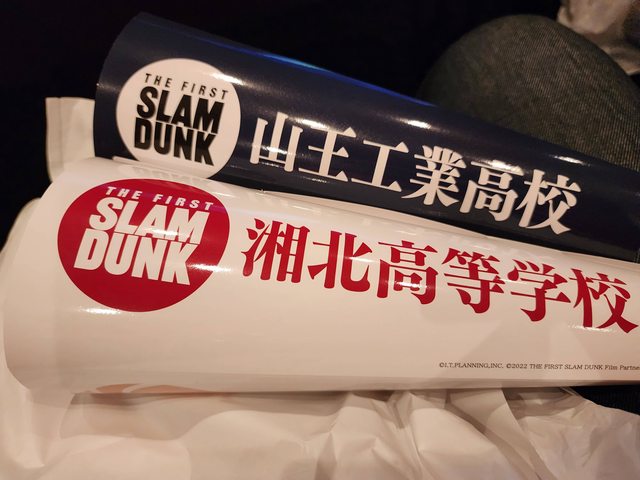 THE FIRST
SLAM
DUNK
山王工業高校
THE FIRST
SLAM
DUNK
湘北高等学校
©I.T.PLANNING,INC. ©2022 THE FIRST SLAM DUNK Film Partne